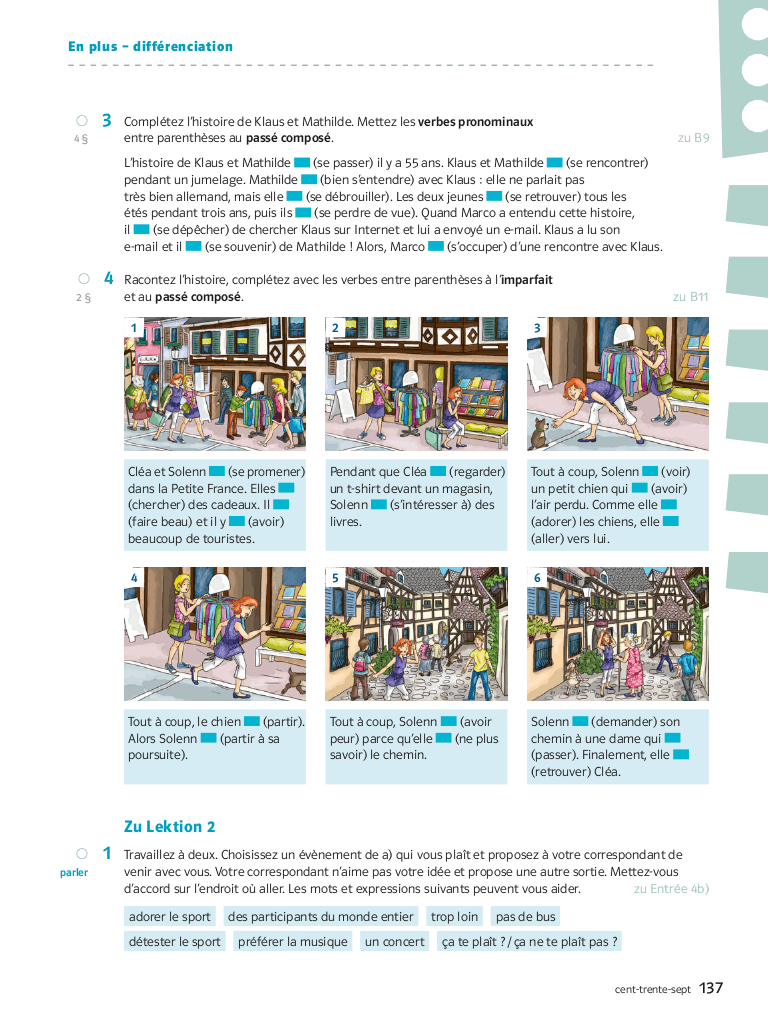 En plus – différenciation
3 Complétez l'histoire de Klaus et Mathilde. Mettez les verbes pronominaux
4 § entre parenthèses au passé composé. zu B9
L'histoire de Klaus et Mathilde (se passer) il y a 55 ans. Klaus et Mathilde (se rencontrer)
pendant un jumelage. Mathilde (bien s'entendre) avec Klaus : elle ne parlait pas
très bien allemand, mais elle (se débrouiller). Les deux jeunes (se retrouver) tous les
étés pendant trois ans, puis ils (se perdre de vue). Quand Marco a entendu cette histoire,
il (se dépêcher) de chercher Klaus sur Internet et lui a envoyé un e-mail. Klaus a lu son
e-mail et il (se souvenir) de Mathilde ! Alors, Marco (s'occuper) d'une rencontre avec Klaus.
4 Racontez l'histoire, complétez avec les verbes entre parenthèses à l'imparfait
2 § et au passé composé. zu B11
1
2
3
Cléa et Solenn (se promener)
dans la Petite France. Elles
(chercher) des cadeaux. Il
(faire beau) et il y (avoir)
beaucoup de touristes.
Pendant que Cléa (regarder)
un t-shirt devant un magasin,
Solenn (s'intéresser à) des
livres.
Tout à coup, Solenn (voir)
un petit chien qui (avoir)
l'air perdu. Comme elle
(adorer) les chiens, elle
(aller) vers lui.
4
5
6
Tout à coup, le chien (partir).
Alors Solenn (partir à sa
poursuite).
Tout à coup, Solenn (avoir
peur) parce qu'elle (ne plus
savoir) le chemin.
Solenn (demander) son
chemin à une dame qui
(passer). Finalement, elle
(retrouver) Cléa.
Zu Lektion 2
1 Travaillez à deux. Choisissez un évènement de a) qui vous plaît et proposez à votre correspondant de
parler venir avec vous. Votre correspondant n'aime pas votre idée et propose une autre sortie. Mettez-vous
d'accord sur l'endroit où aller. Les mots et expressions suivants peuvent vous aider. zu Entrée 4b)
adorer le sport des participants du monde entier trop loin pas de bus
détester le sport préférer la musique un concert ça te plaît ? / ça ne te plaît pas ?
cent-trente-sept 137